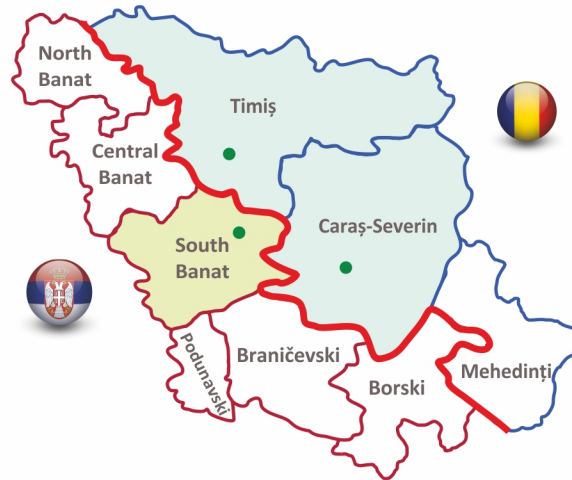 North
Banat
Timiș
Central
Banat
Caraș-Severin
South
Banat
Podunavski
Braničevski
Borski
Mehedinți